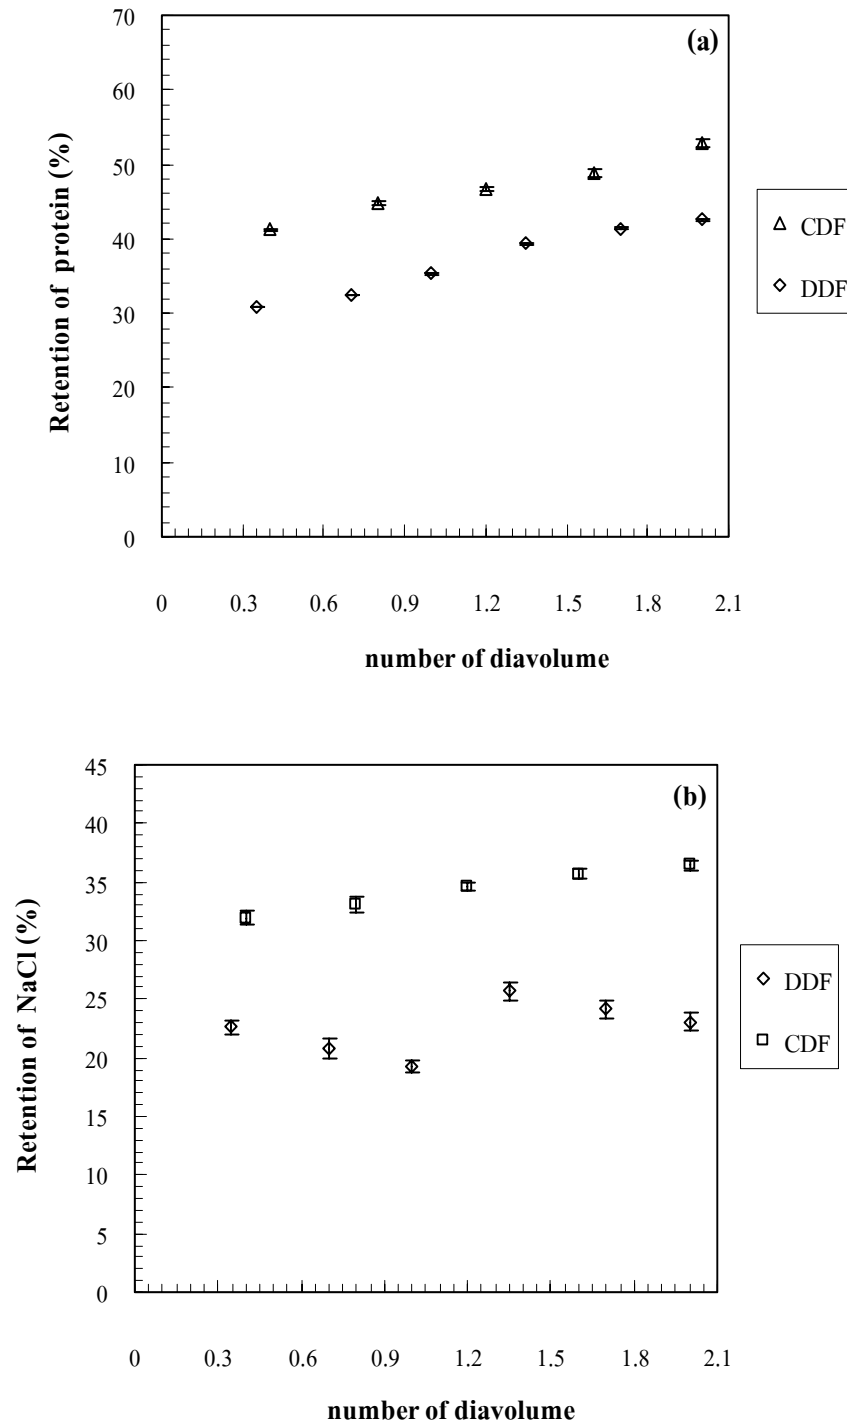 70
(a)
60
50
40
30
20
10
0
Retention of protein (%)
CDF
DDF
0 0.3 0.6 0.9 1.2 1.5 1.8 2.1
number of diavolume
45
(b)
40
35
30
25
20
15
10
5
0
Retention of NaCl (%)
DDF
CDF
0 0.3 0.6 0.9 1.2 1.5 1.8 2.1
number of diavolume